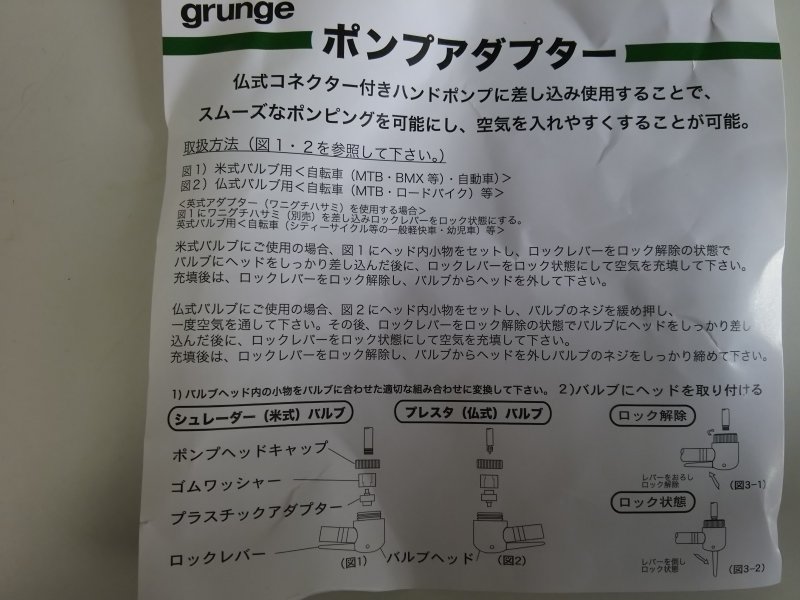 grunge
ポンプアダプター
仏式コネクター付きハンドポンプに差し込み使用することで、
スムーズなポンピングを可能にし、空気を入れやすくすることが可能。
取扱方法（図1・2を参照して下さい。）
図1）米式バルブ用＜自転車（MTB・BMX等）・自動車）＞
図2）仏式バルブ用＜自転車（MTB・ロードバイク）等＞
＜英式アダプター（ワニグチハサミ）を使用する場合＞
図1にワニグチハサミ（別売）を差し込みロックレバーをロック状態にする。
英式バルブ用＜自転車（シティーサイクル等の一般軽快車・幼児車）等＞
米式バルブにご使用の場合、図1にヘッド内小物をセットし、ロックレバーをロック解除の状態で
バルブにヘッドをしっかり差し込んだ後に、ロックレバーをロック状態にして空気を充填して下さい。
充填後は、ロックレバーをロック解除し、バルブからヘッドを外して下さい。
仏式バルブにご使用の場合、図2にヘッド内小物をセットし、バルブのネジを緩め押し、
一度空気を通して下さい。その後、ロックレバーをロック解除の状態でバルブにヘッドをしっかり差し
込んだ後に、ロックレバーをロック状態にして空気を充填して下さい。
充填後は、ロックレバーをロック解除し、バルブからヘッドを外しバルブのネジをしっかり締めて下さい。
1）バルブヘッド内の小物をバルブに合わせた適切な組み合わせに変換して下さい。 2）バルブにヘッドを取り付ける
シュレーダー（米式）バルブ プレスタ（仏式）バルブ ロック解除
ポンプヘッドキャップ
ゴムワッシャー
プラスチックアダプター
ロックレバー
（図1）
バルブヘッド
（図2）
レバーをおろし
ロック解除
（図3-1）
ロック状態
レバーを倒し
ロック状態
（図3-2）